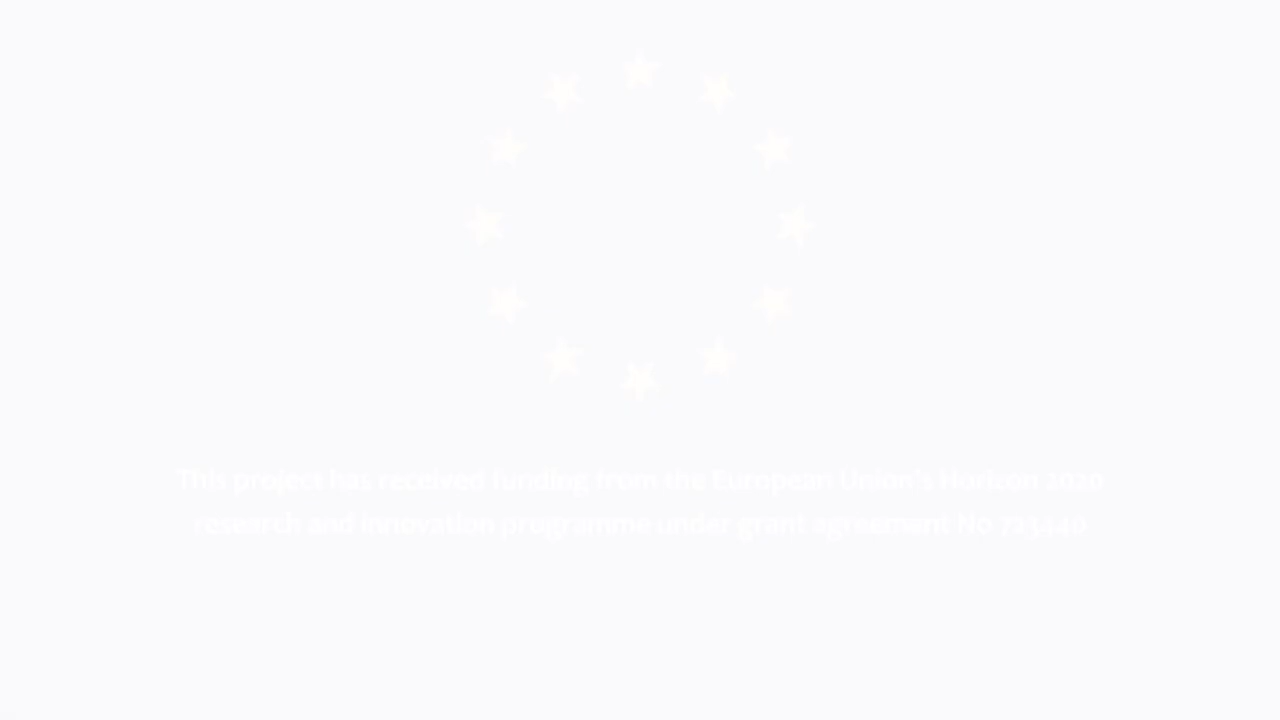 This project has received funding from the European Union's Horizon 2020
research and innovation programme under grant agreement No